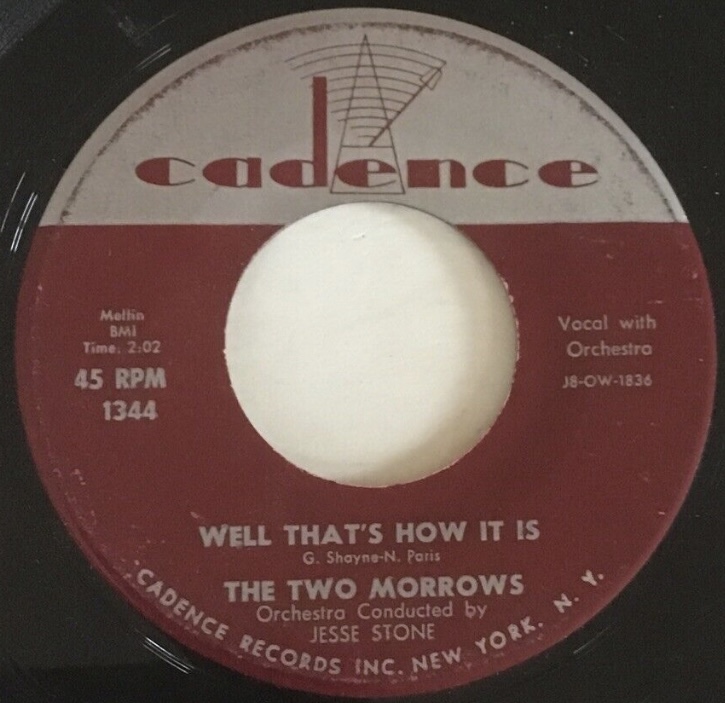 cadence
Mellin
BMI
Time: 2:02
45 RPM
1344
Vocal with
Orchestra
J8-OW-1836
WELL THAT'S HOW IT IS
G. Shayne-N. Paris
THE TWO MORROWS
Orchestra Conducted by
JESSE STONE
CADENCE RECORDS INC. NEW YORK. N. Y.